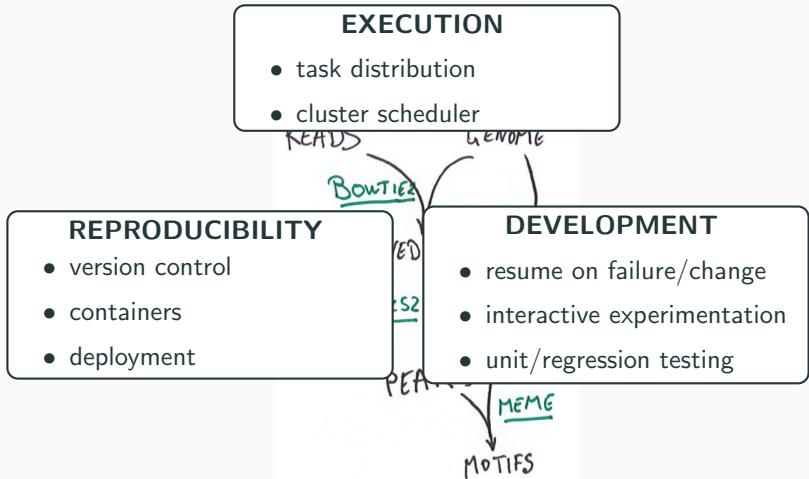 EXECUTION
• task distribution
• cluster scheduler
READS GENOME
BOWTIE2
REPRODUCIBILITY
• version control
• containers
• deployment
DEVELOPMENT
• resume on failure/change
• interactive experimentation
• unit/regression testing
MEME
MOTIFS